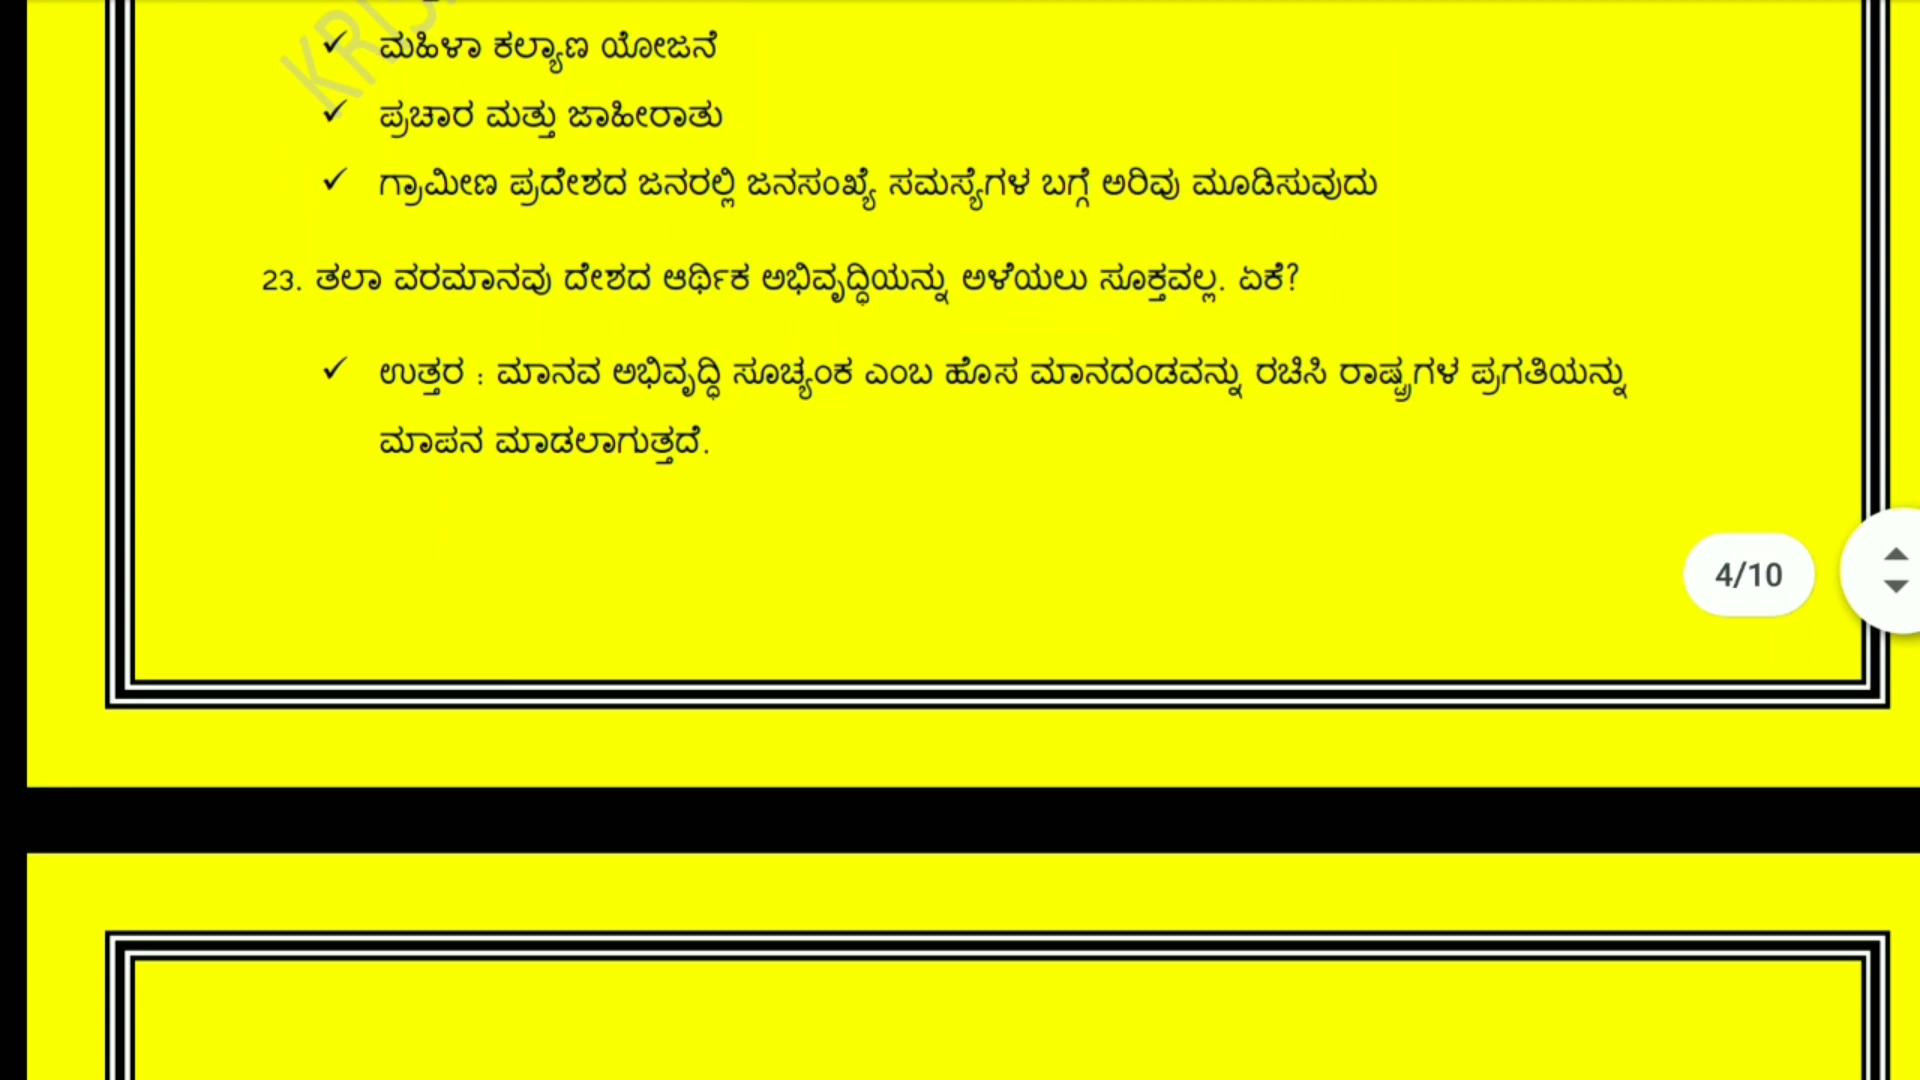 ಮಹಿಳಾ ಕಲ್ಯಾಣ ಯೋಜನೆ
ಪ್ರಚಾರ ಮತ್ತು ಜಾಹೀರಾತು
ಗ್ರಾಮೀಣ ಪ್ರದೇಶದ ಜನರಲ್ಲಿ ಜನಸಂಖ್ಯೆ ಸಮಸ್ಯೆಗಳ ಬಗ್ಗೆ ಅರಿವು ಮೂಡಿಸುವುದು
23. ತಲಾ ವರಮಾನವು ದೇಶದ ಆರ್ಥಿಕ ಅಭಿವೃದ್ಧಿಯನ್ನು ಅಳೆಯಲು ಸೂಕ್ತವಲ್ಲ. ಏಕೆ?
ಉತ್ತರ : ಮಾನವ ಅಭಿವೃದ್ಧಿ ಸೂಚ್ಯಂಕ ಎಂಬ ಹೊಸ ಮಾನದಂಡವನ್ನು ರಚಿಸಿ ರಾಷ್ಟ್ರಗಳ ಪ್ರಗತಿಯನ್ನು
ಮಾಪನ ಮಾಡಲಾಗುತ್ತದೆ.
4/10